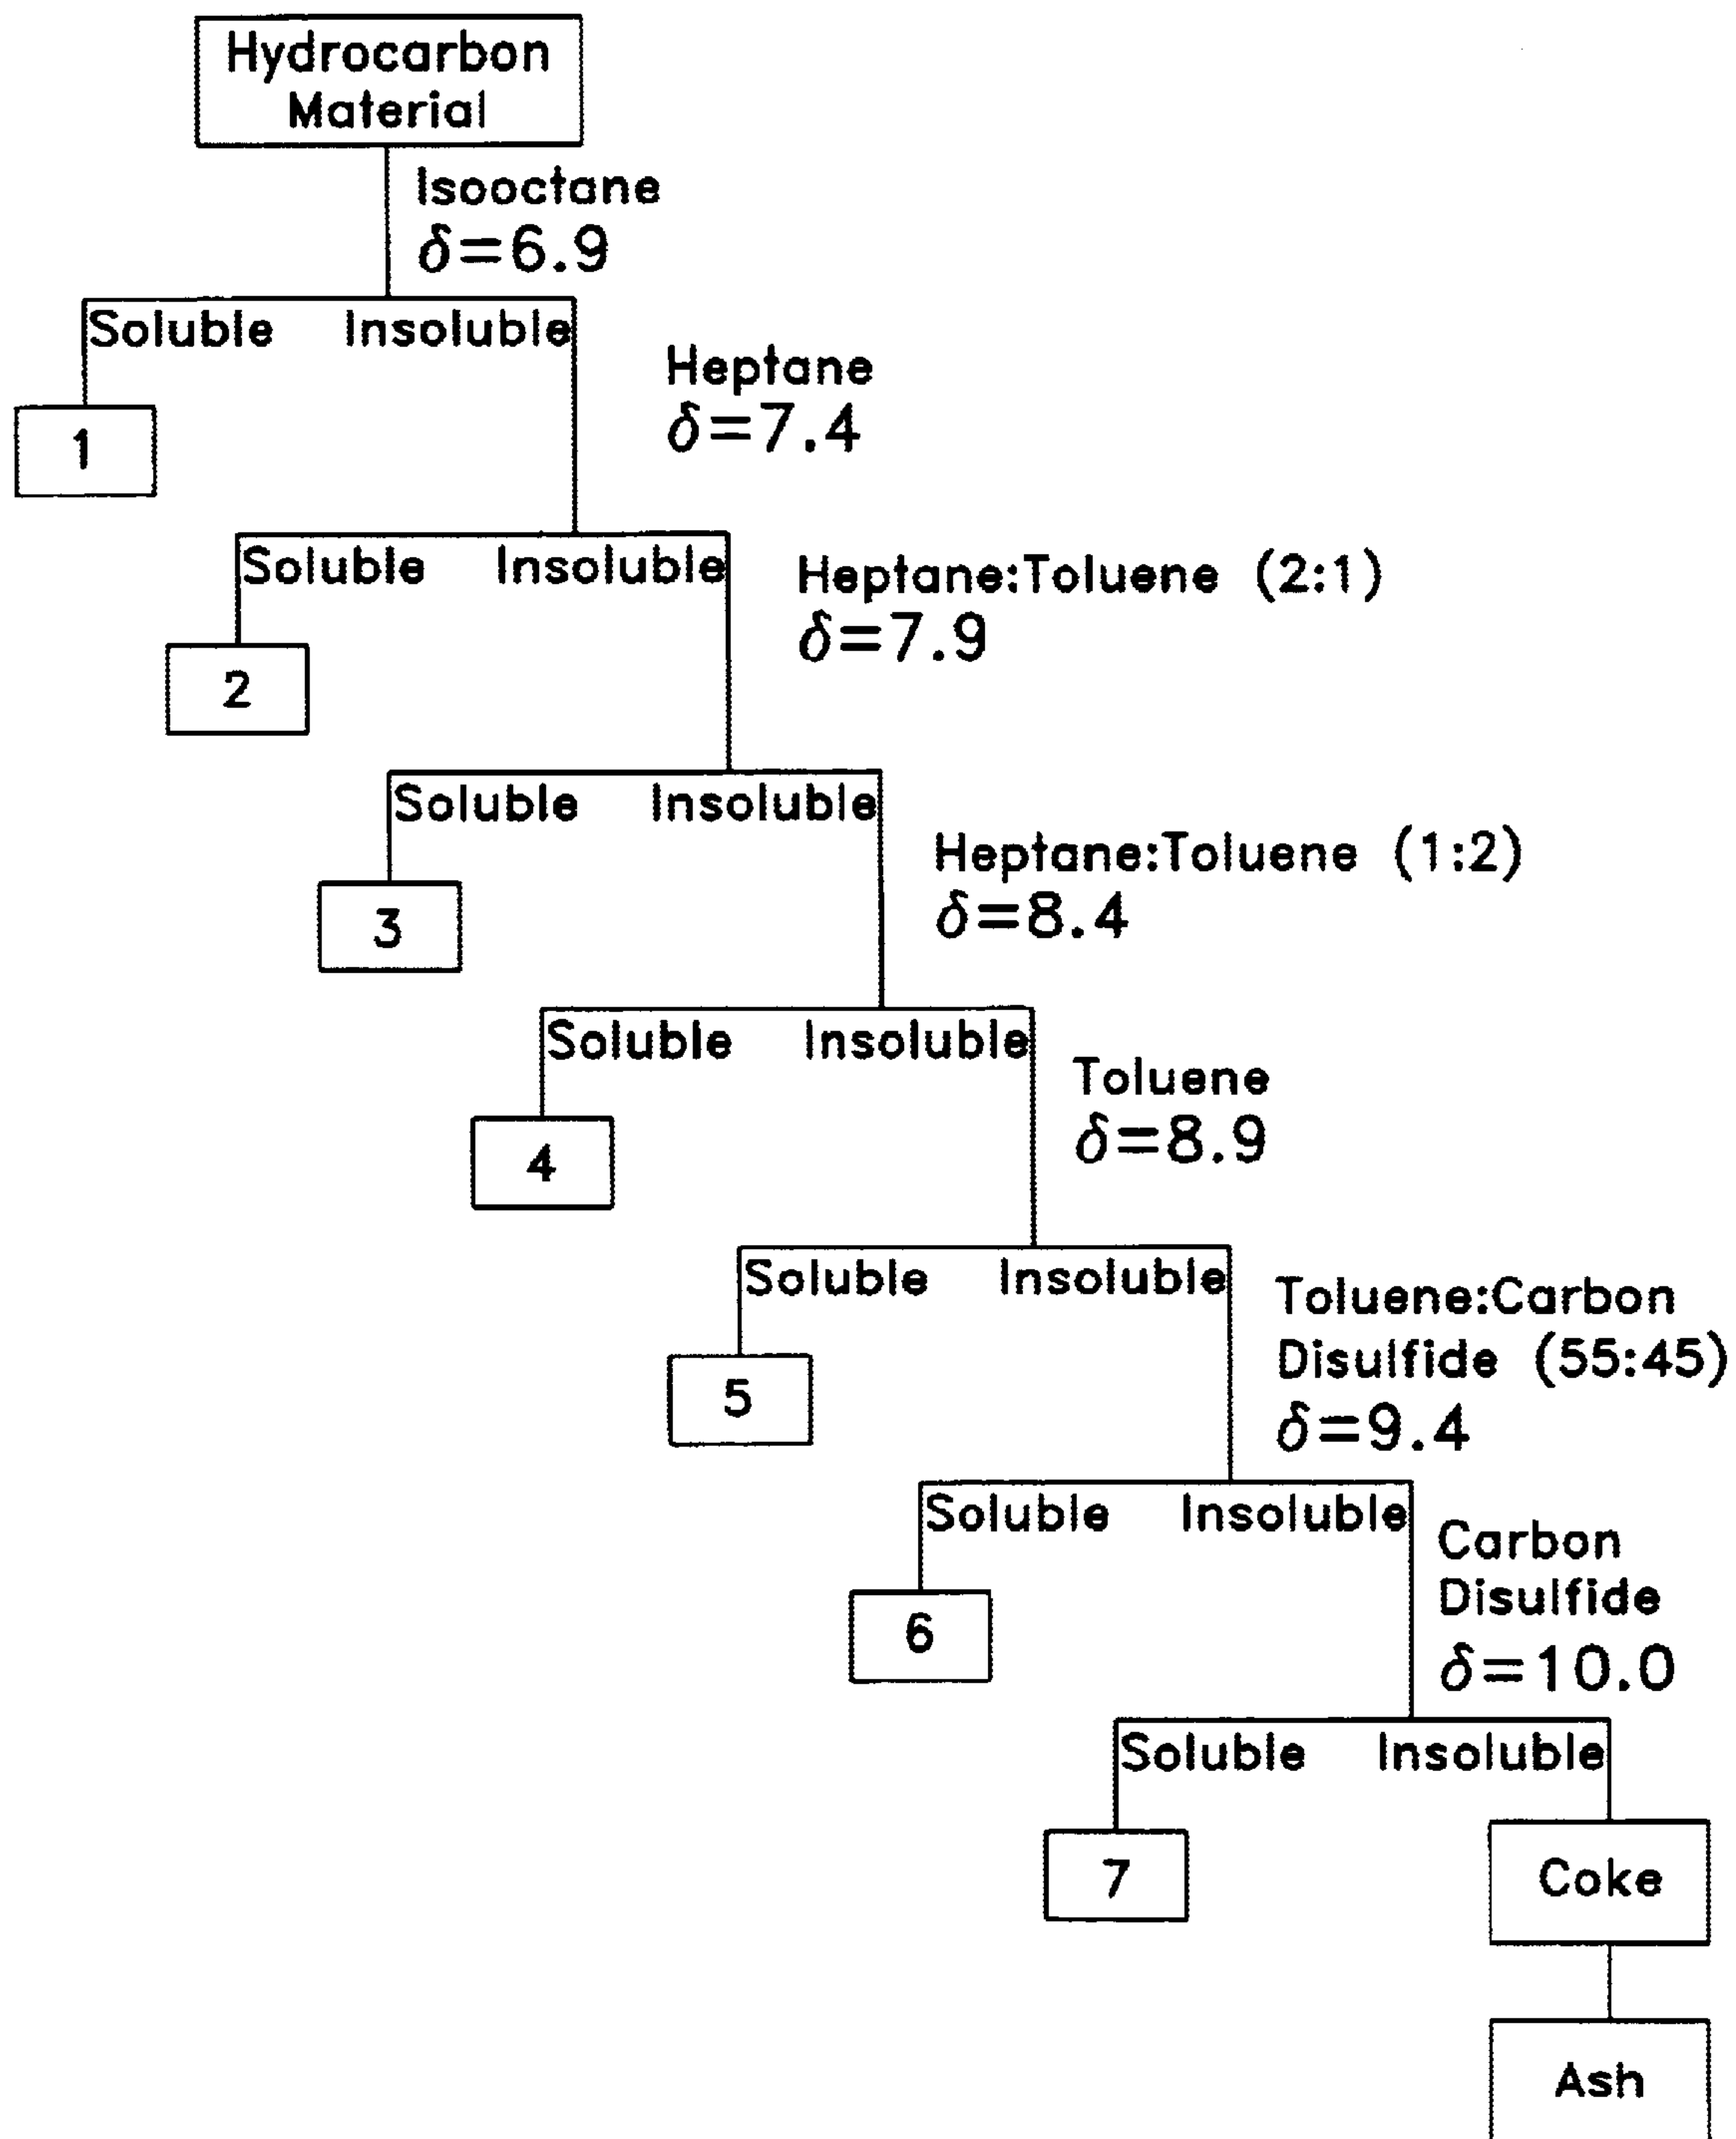 Hydrocarbon
Material
Isooctane
δ=6.9
Soluble Insoluble
Heptane
δ=7.4
1
Soluble Insoluble
Heptane:Toluene (2:1)
δ=7.9
2
Soluble Insoluble
Heptane:Toluene (1:2)
δ=8.4
3
Soluble Insoluble
Toluene
δ=8.9
4
Soluble Insoluble
Toluene:Carbon
Disulfide (55:45)
δ=9.4
5
Soluble Insoluble
Carbon
Disulfide
δ=10.0
6
Soluble Insoluble
7
Coke
Ash